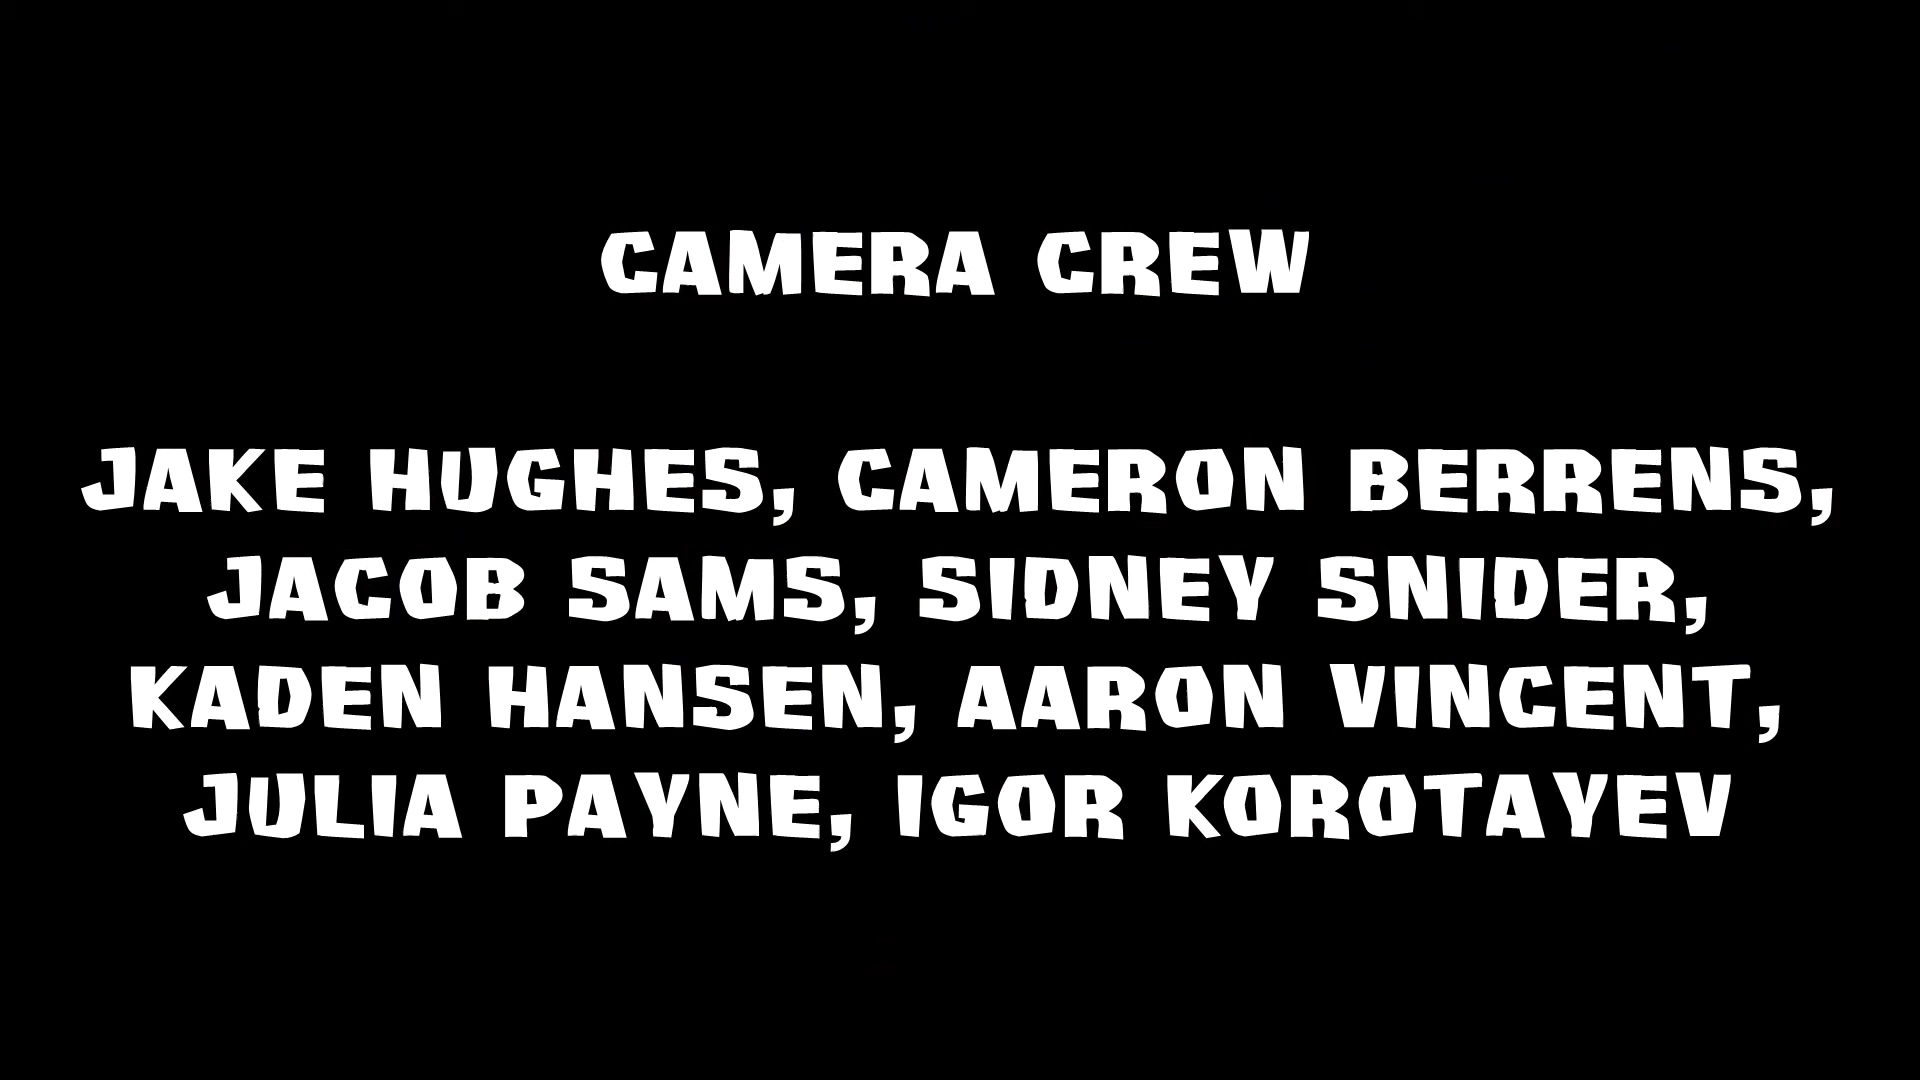 CAMERA CREW
JAKE HUGHES, CAMERON BERRENS,
JACOB SAMS, SIDNEY SNIDER,
KADEN HANSEN, AARON VINCENT,
JULIA PAYNE, IGOR KOROTAYEV